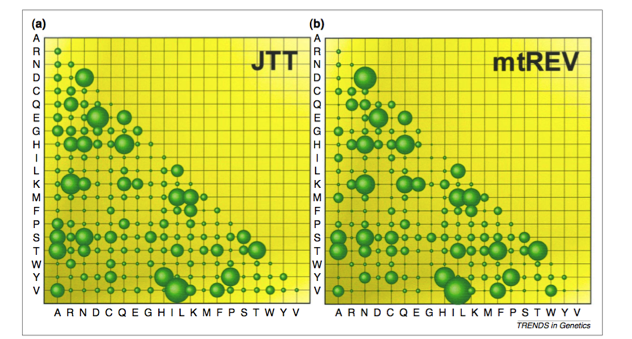 (a)
JTT
A
R
N
D
C
Q
E
G
H
I
L
K
M
F
P
S
T
W
Y
V
A R N D C Q E G H I L K M F P S T W Y V
(b)
mtREV
A
R
N
D
C
Q
E
G
H
I
L
K
M
F
P
S
T
W
Y
V
A R N D C Q E G H I L K M F P S T W Y V
TRENDS in Genetics